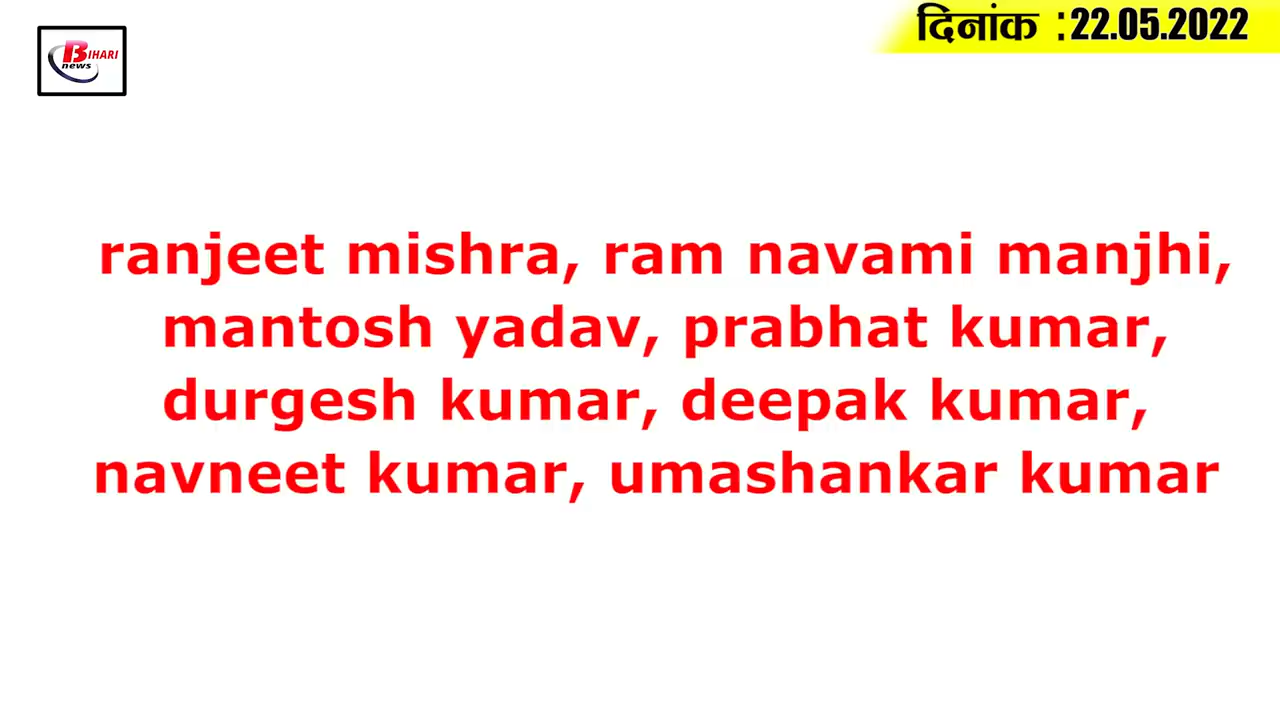 BIHARI
news
दिनांक :22.05.2022
ranjeet mishra, ram navami manjhi,
mantosh yadav, prabhat kumar,
durgesh kumar, deepak kumar,
navneet kumar, umashankar kumar